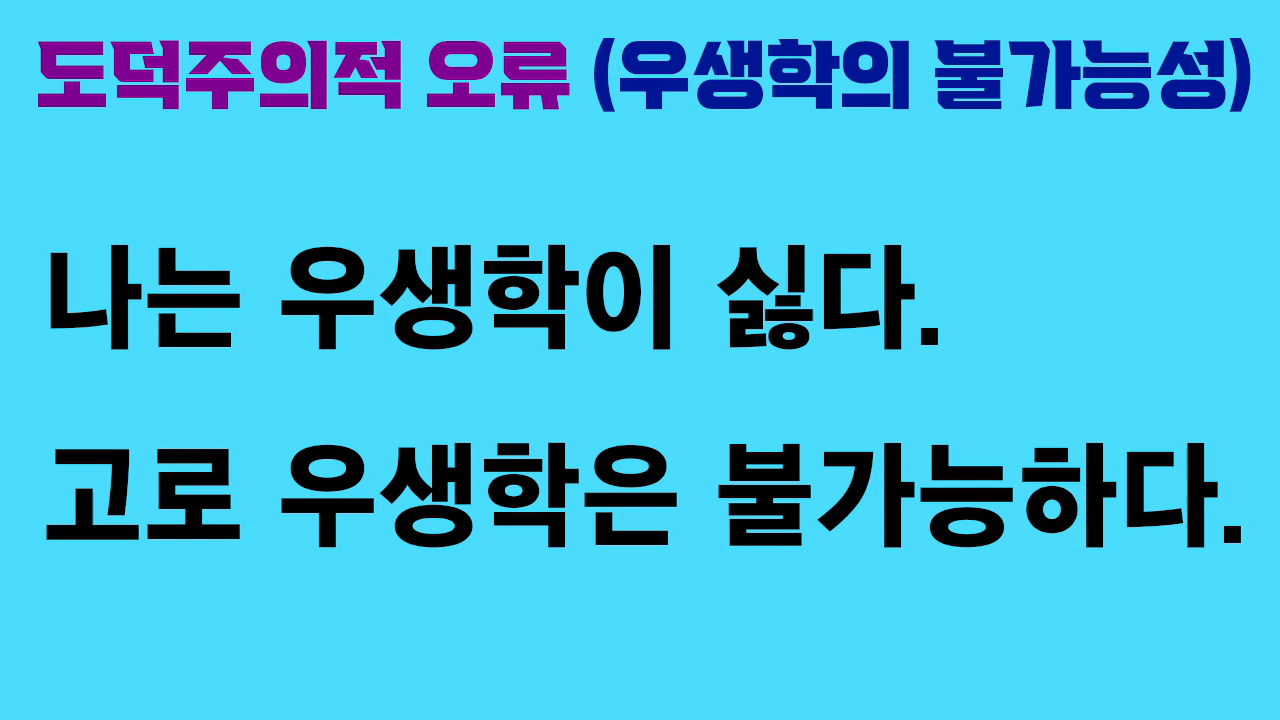 도덕주의적 오류 (우생학의 불가능성)
나는 우생학이 싫다.
고로 우생학은 불가능하다.